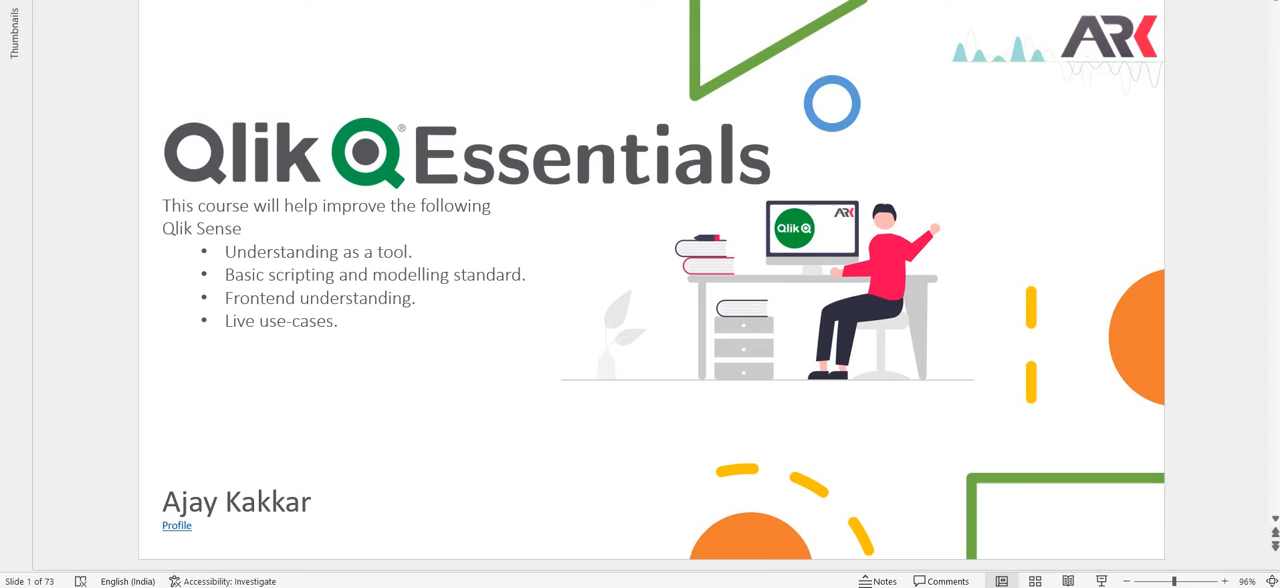 Thumbnails
ARK
Qlik Q® Essentials
This course will help improve the following
Qlik Sense
• Understanding as a tool.
• Basic scripting and modelling standard.
• Frontend understanding.
• Live use-cases.
Qlik Q
ARK
Ajay Kakkar
Profile
Slide 1 of 73 English (India) Accessibility: Investigate Notes Comments 96%